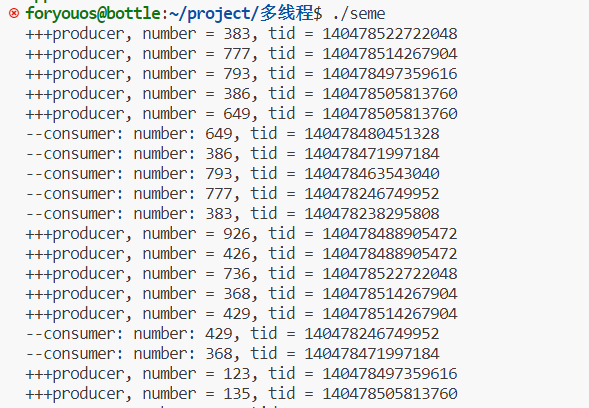 foryouos@bottle:~/project/多线程$ ./seme
+++producer, number = 383, tid = 140478522722048
+++producer, number = 777, tid = 140478514267904
+++producer, number = 793, tid = 140478497359616
+++producer, number = 386, tid = 140478505813760
+++producer, number = 649, tid = 140478505813760
--consumer: number: 649, tid = 140478480451328
--consumer: number: 386, tid = 140478471997184
--consumer: number: 793, tid = 140478463543040
--consumer: number: 777, tid = 140478246749952
--consumer: number: 383, tid = 140478238295808
+++producer, number = 926, tid = 140478488905472
+++producer, number = 426, tid = 140478488905472
+++producer, number = 736, tid = 140478522722048
+++producer, number = 368, tid = 140478514267904
+++producer, number = 429, tid = 140478514267904
--consumer: number: 429, tid = 140478246749952
--consumer: number: 368, tid = 140478471997184
+++producer, number = 123, tid = 140478497359616
+++producer, number = 135, tid = 140478505813760